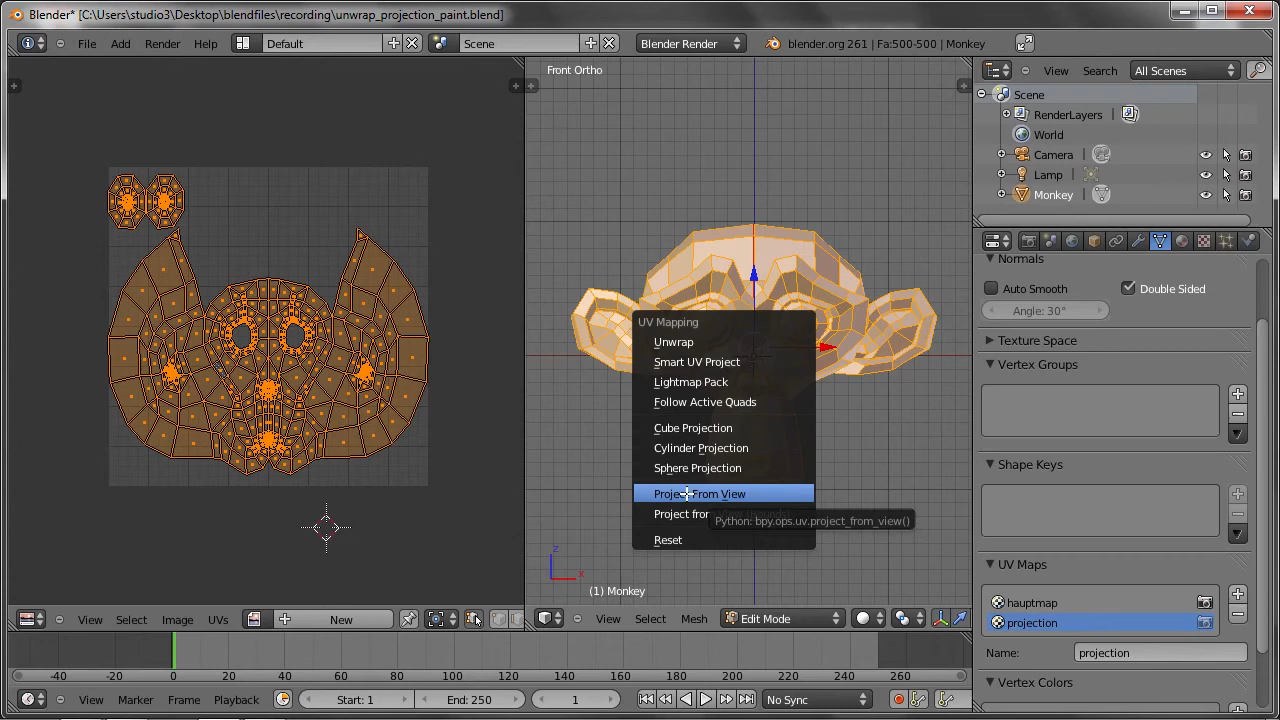 Blender* [C:\Users\studio3\Desktop\blendfiles\recording\unwrap_projection_paint.blend]
File Add Render Help Default Scene Blender Render blender.org 261 | Fa:500-500 | Monkey
View Search All Scenes
Front Ortho
Scene
RenderLayers |
World
Camera |
Lamp |
Monkey |
Normals
Auto Smooth Double Sided
Angle: 30°
Texture Space
Vertex Groups
Shape Keys
UV Maps
hauptmap
projection
Name: projection
Vertex Colors
UV Mapping
Unwrap
Smart UV Project
Lightmap Pack
Follow Active Quads
Cube Projection
Cylinder Projection
Sphere Projection
Project From View
Project from
Python: bpy.ops.uv.project_from_view()
Reset
z
x
(1) Monkey
View Select Image UVs New
View Select Mesh Edit Mode
-40 -20 0 20 40 60 80 100 120 140 160 180 200 220 240 260
View Marker Frame Playback Start: 1 End: 250 1 No Sync